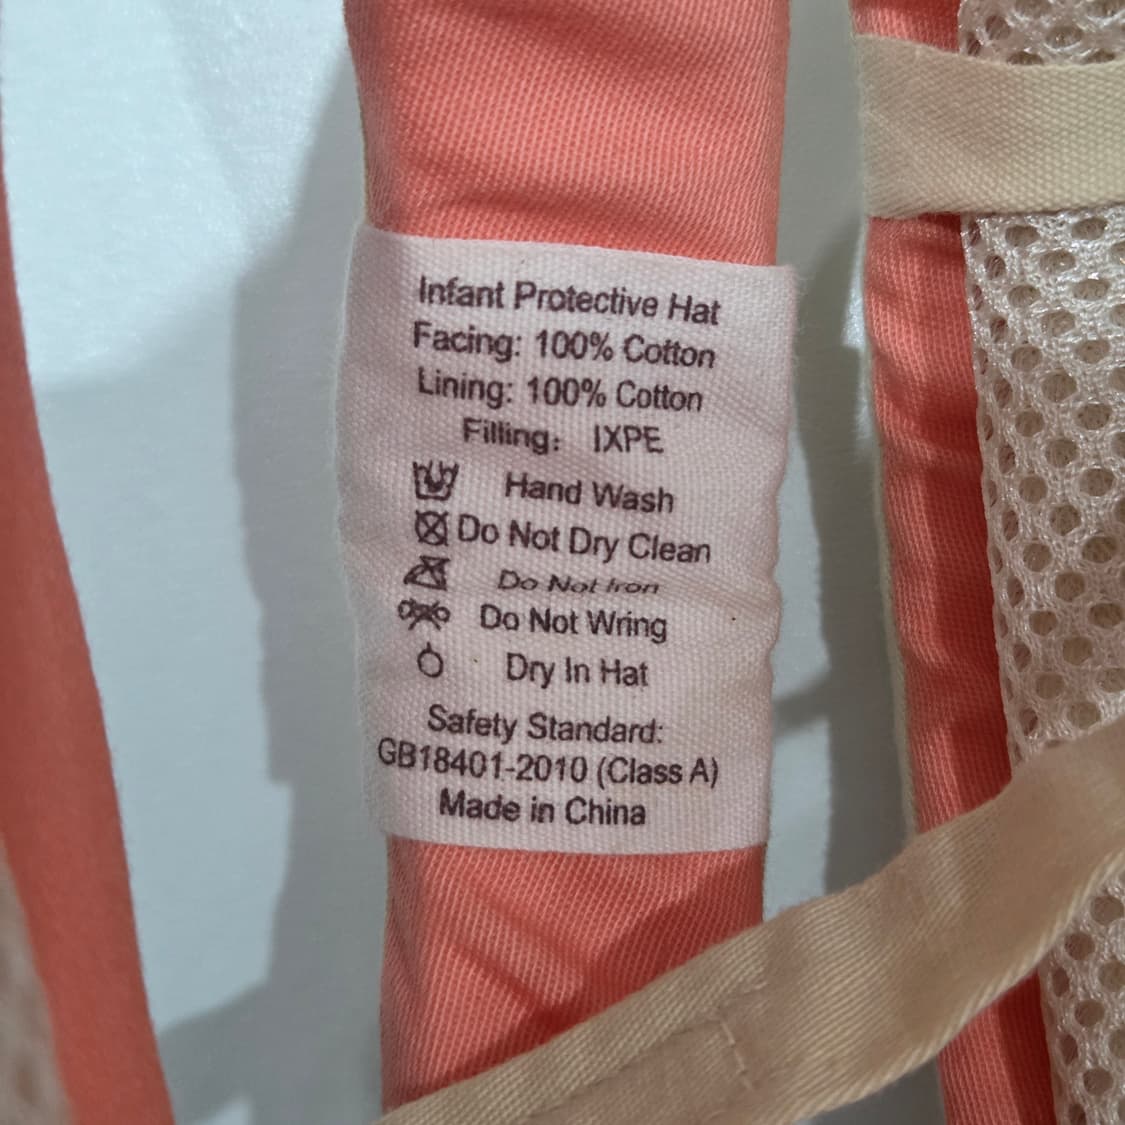 Infant Protective Hat
Facing: 100% Cotton
Lining: 100% Cotton
Filling: IXPE
Hand Wash
Do Not Dry Clean
Do Not Iron
Do Not Wring
Dry In Hat
Safety Standard:
GB18401-2010 (Class A)
Made in China